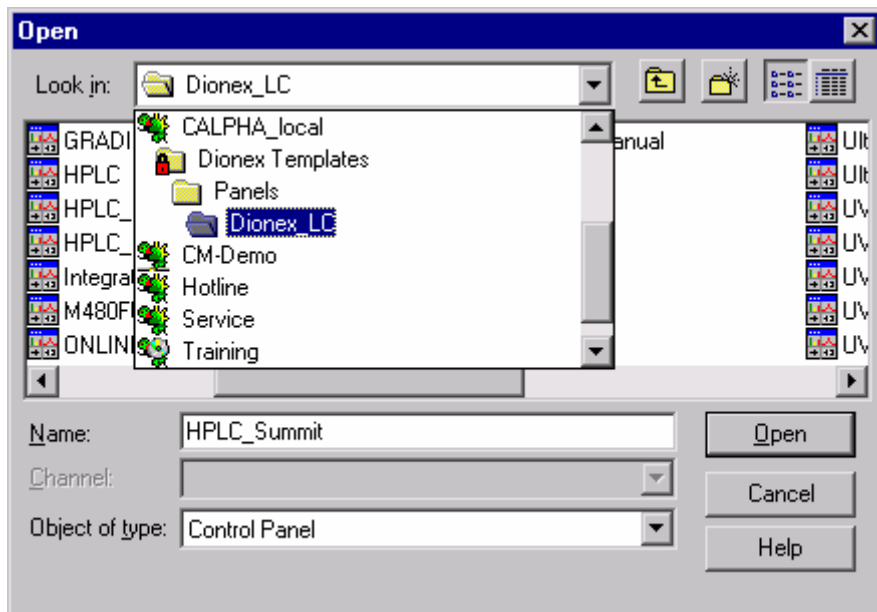 Open
Look in: Dionex_LC
CALPHA_local
Dionex Templates
Panels
Dionex_LC
CM-Demo
Hotline
Service
Training
GRADI
HPLC
HPLC_
HPLC_
Integra
M480F
ONLIN
anual
Ult
Ult
UV
UV
UV
UV
UV
Name: HPLC_Summit
Open
Channel:
Cancel
Object of type: Control Panel
Help